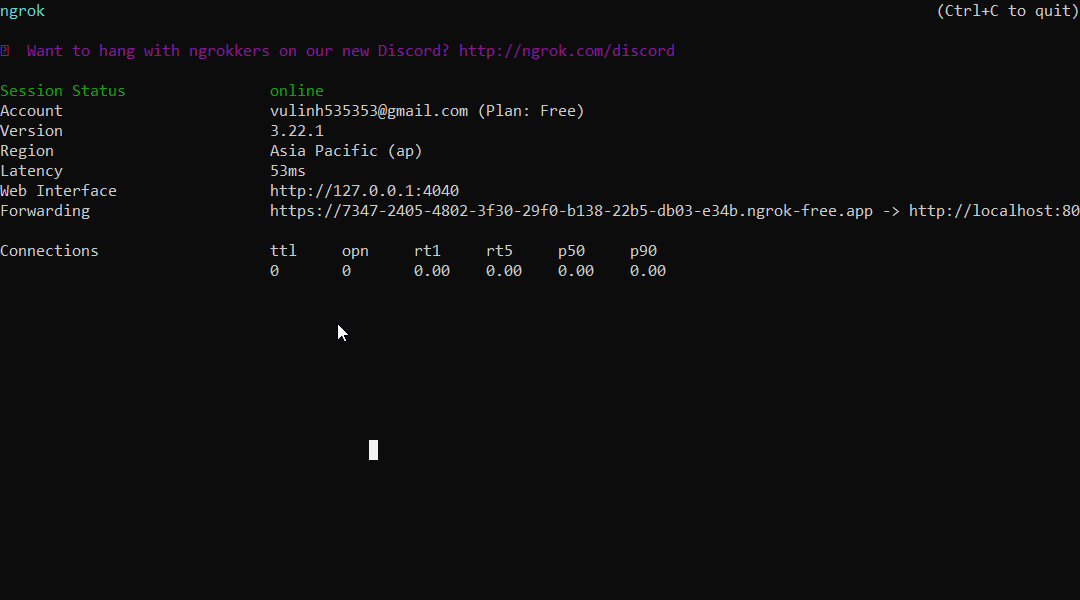 ngrok (Ctrl+C to quit)
Want to hang with ngrokkers on our new Discord? http://ngrok.com/discord
Session Status online
Account vulinh535353@gmail.com (Plan: Free)
Version 3.22.1
Region Asia Pacific (ap)
Latency 53ms
Web Interface http://127.0.0.1:4040
Forwarding https://7347-2405-4802-3f30-29f0-b138-22b5-db03-e34b.ngrok-free.app -> http://localhost:80
Connections ttl opn rt1 rt5 p50 p90
0 0 0.00 0.00 0.00 0.00